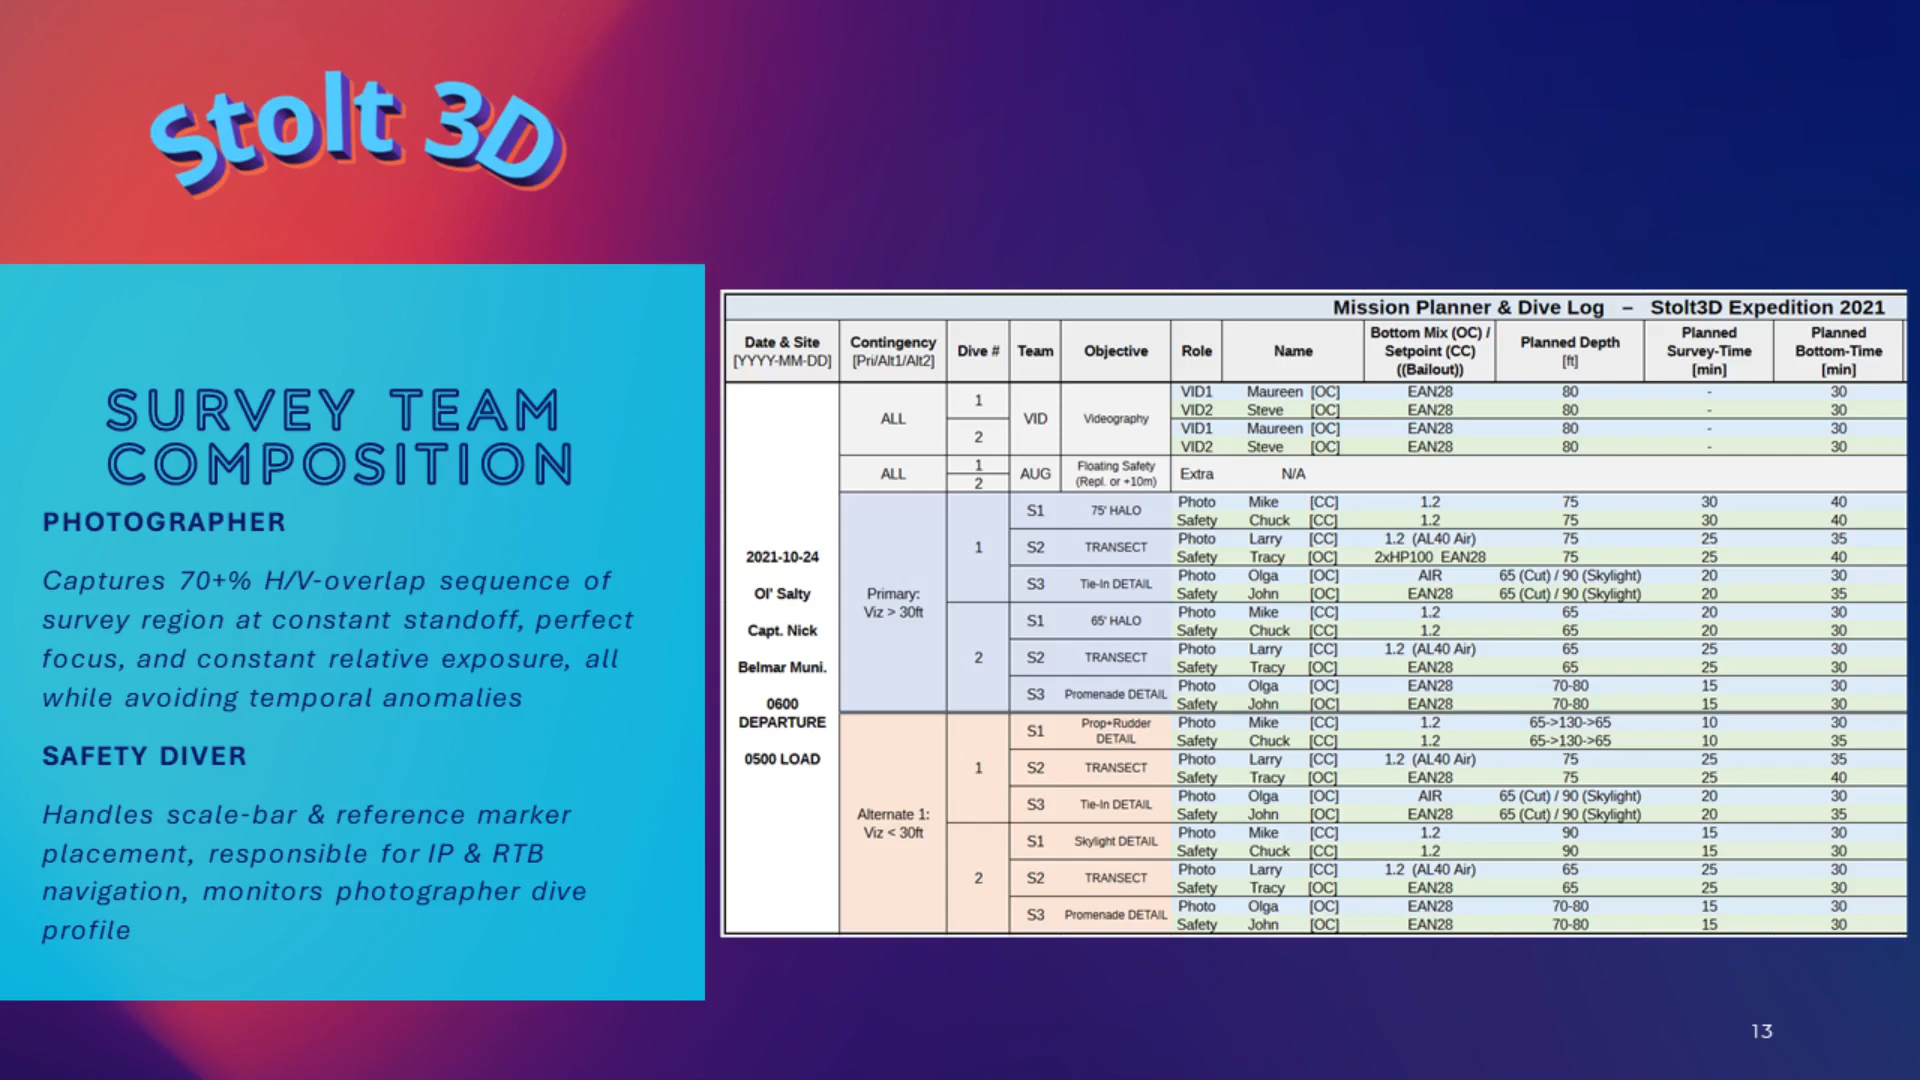 Stolt 3D
SURVEY TEAM
COMPOSITION
PHOTOGRAPHER
Captures 70+% H/V-overlap sequence of
survey region at constant standoff, perfect
focus, and constant relative exposure, all
while avoiding temporal anomalies
SAFETY DIVER
Handles scale-bar & reference marker
placement, responsible for IP & RTB
navigation, monitors photographer dive
profile
Mission Planner & Dive Log – Stolt3D Expedition 2021
Date & Site [YYYY-MM-DD] Contingency [Pri/Alt1/Alt2] Dive # Team Objective Role Name Bottom Mix (OC) / Setpoint (CC) ((Bailout)) Planned Depth [ft] Planned Survey-Time [min] Planned Bottom-Time [min]
2021-10-24
Ol' Salty
Capt. Nick
Belmar Muni.
0600
DEPARTURE
0500 LOAD
ALL 1 VID Videography VID1 Maureen [OC] EAN28 80 - 30
VID2 Steve [OC] EAN28 80 - 30
2 VID1 Maureen [OC] EAN28 80 - 30
VID2 Steve [OC] EAN28 80 - 30
ALL 1 2 AUG Floating Safety (Repl. or +10m) Extra N/A
Primary: Viz > 30ft
1 S1 75' HALO Photo Mike [CC] 1.2 75 30 40
Safety Chuck [CC] 1.2 75 30 40
S2 TRANSECT Photo Larry [CC] 1.2 (AL40 Air) 75 25 35
Safety Tracy [OC] 2xHP100 EAN28 75 25 40
S3 Tie-In DETAIL Photo Olga [OC] AIR 65 (Cut) / 90 (Skylight) 20 30
Safety John [OC] EAN28 65 (Cut) / 90 (Skylight) 20 35
2 S1 65' HALO Photo Mike [CC] 1.2 65 20 30
Safety Chuck [CC] 1.2 65 20 30
S2 TRANSECT Photo Larry [CC] 1.2 (AL40 Air) 65 25 30
Safety Tracy [OC] EAN28 65 25 30
S3 Promenade DETAIL Photo Olga [OC] EAN28 70-80 15 30
Safety John [OC] EAN28 70-80 15 30
Alternate 1: Viz < 30ft
1 S1 Prop+Rudder DETAIL Photo Mike [CC] 1.2 65->130->65 10 30
Safety Chuck [CC] 1.2 65->130->65 10 35
S2 TRANSECT Photo Larry [CC] 1.2 (AL40 Air) 75 25 35
Safety Tracy [OC] EAN28 75 25 40
S3 Tie-In DETAIL Photo Olga [OC] AIR 65 (Cut) / 90 (Skylight) 20 30
Safety John [OC] EAN28 65 (Cut) / 90 (Skylight) 20 35
2 S1 Skylight DETAIL Photo Mike [CC] 1.2 90 15 30
Safety Chuck [CC] 1.2 90 15 30
S2 TRANSECT Photo Larry [CC] 1.2 (AL40 Air) 65 25 30
Safety Tracy [OC] EAN28 65 25 30
S3 Promenade DETAIL Photo Olga [OC] EAN28 70-80 15 30
Safety John [OC] EAN28 70-80 15 30
13